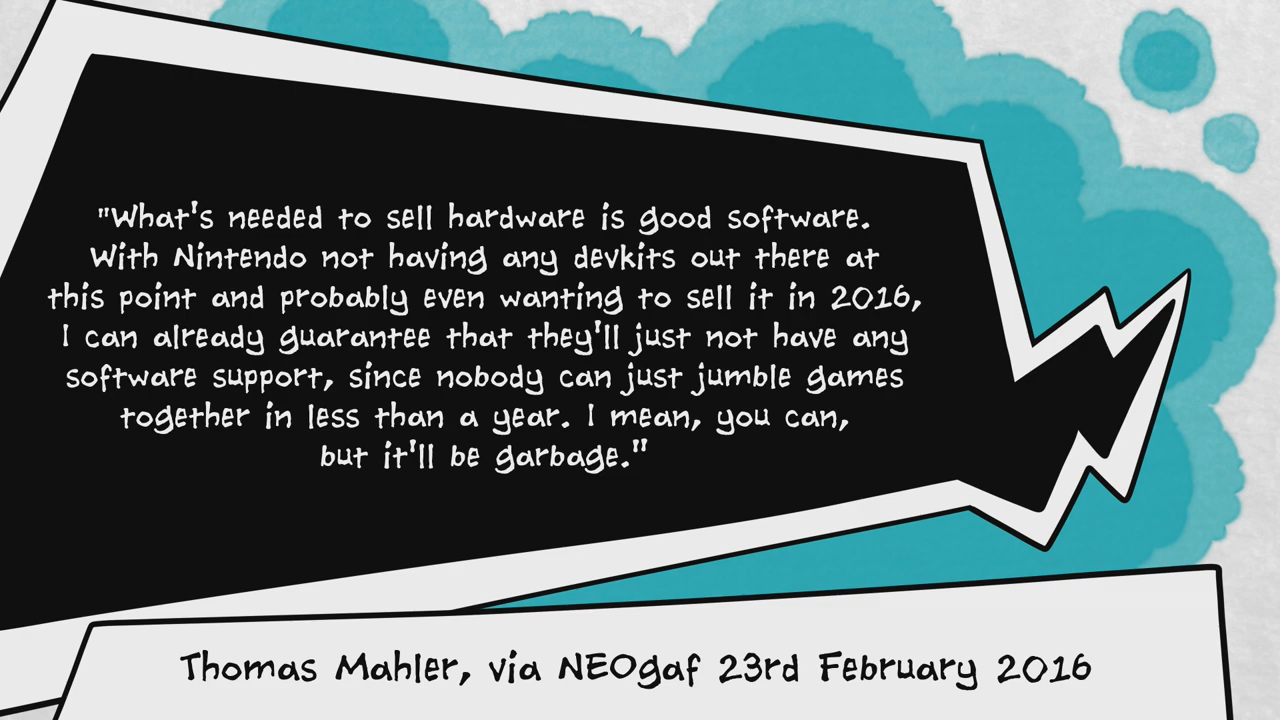 "What's needed to sell hardware is good software.
With Nintendo not having any devkits out there at
this point and probably even wanting to sell it in 2016,
I can already guarantee that they'll just not have any
software support, since nobody can just jumble games
together in less than a year. I mean, you can,
but it'll be garbage."
Thomas Mahler, via NEOgaf 23rd February 2016